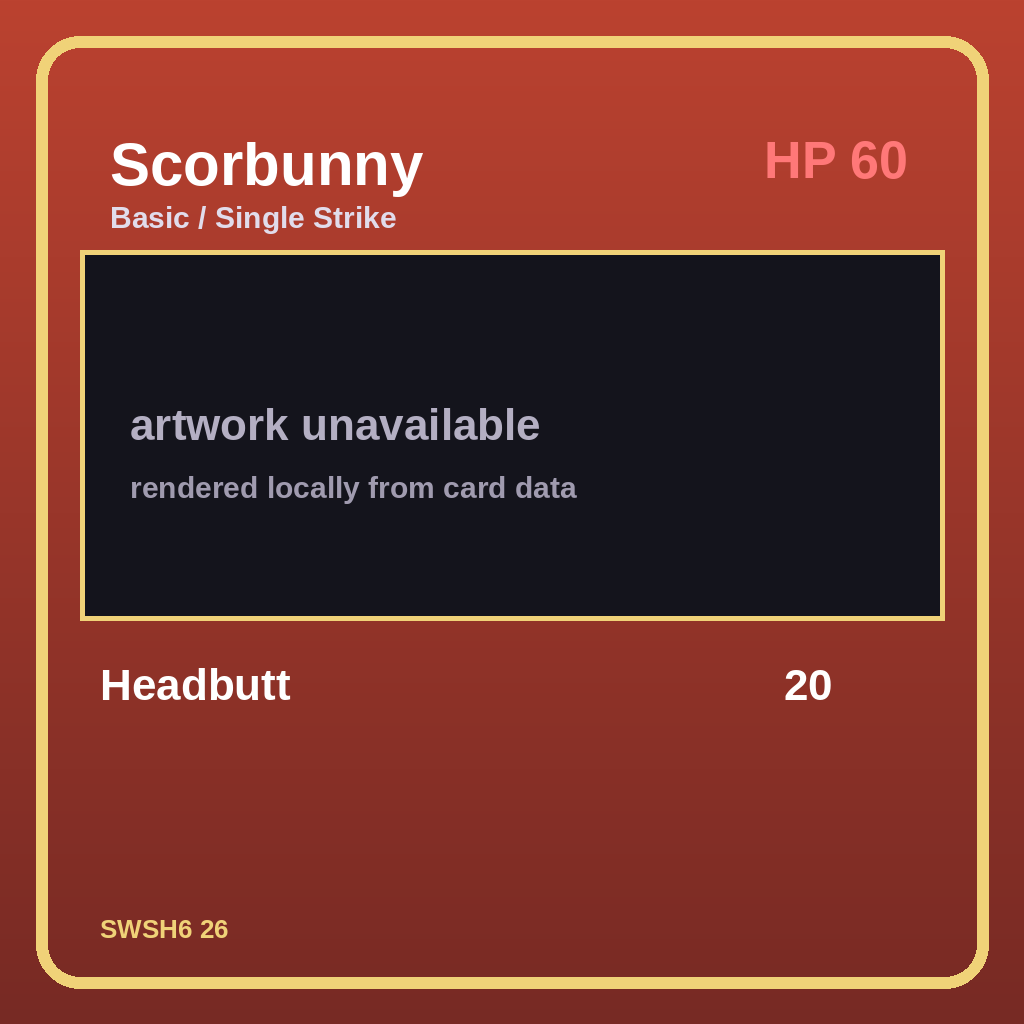 Scorbunny
HP 60
Basic / Single Strike
artwork unavailable
rendered locally from card data
Headbutt 20
SWSH6 26